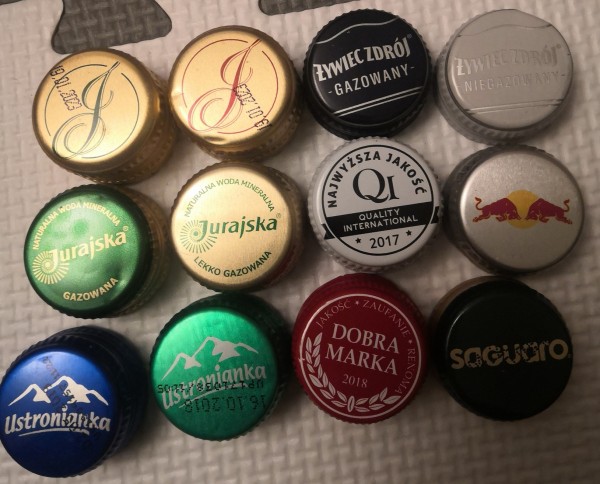 J
J
ŻYWIEC ZDRÓJ
- GAZOWANY -
ŻYWIEC ZDRÓJ
- NIEGAZOWANY -
NATURALNA WODA MINERALNA
Jurajska®
GAZOWANA
NATURALNA WODA MINERALNA
Jurajska®
LEKKO GAZOWANA
NAJWYŻSZA JAKOŚĆ
QI
QUALITY
INTERNATIONAL
2017
Ustronianka
Ustronianka
16.10.2018
JAKOŚĆ • ZAUFANIE • RENOMA
DOBRA
MARKA
2018
saguaro